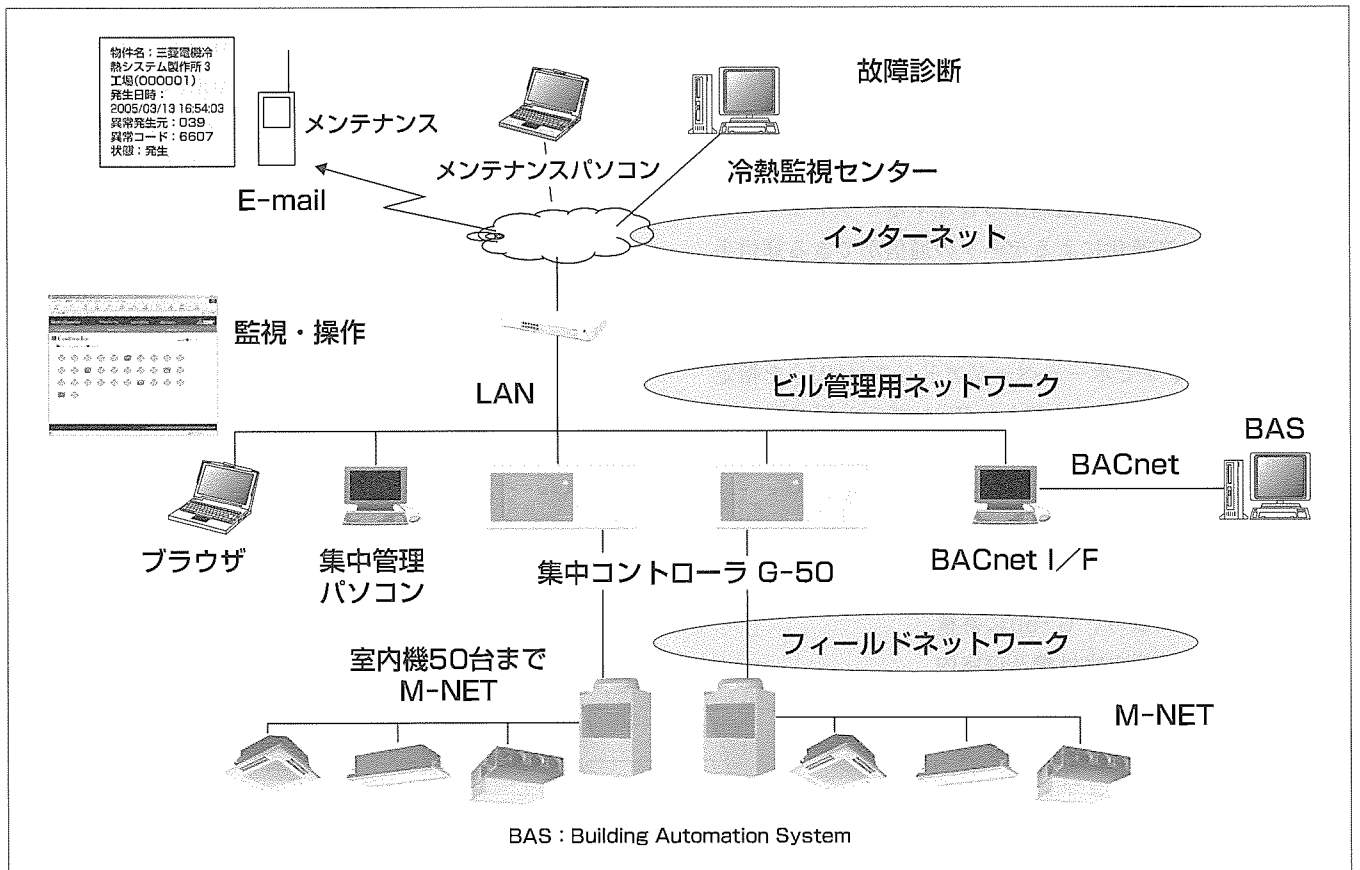 物件名：三菱電機冷
熱システム製作所3
工場(000001)
発生日時：
2005/03/13 16:54:03
異常発生元：039
異常コード：6607
状態：発生
メンテナンス
E-mail
メンテナンスパソコン
故障診断
冷熱監視センター
インターネット
監視・操作
LAN
ビル管理用ネットワーク
BACnet
BAS
ブラウザ
集中管理
パソコン
集中コントローラ G-50
BACnet I／F
フィールドネットワーク
室内機50台まで
M-NET
M-NET
BAS：Building Automation System